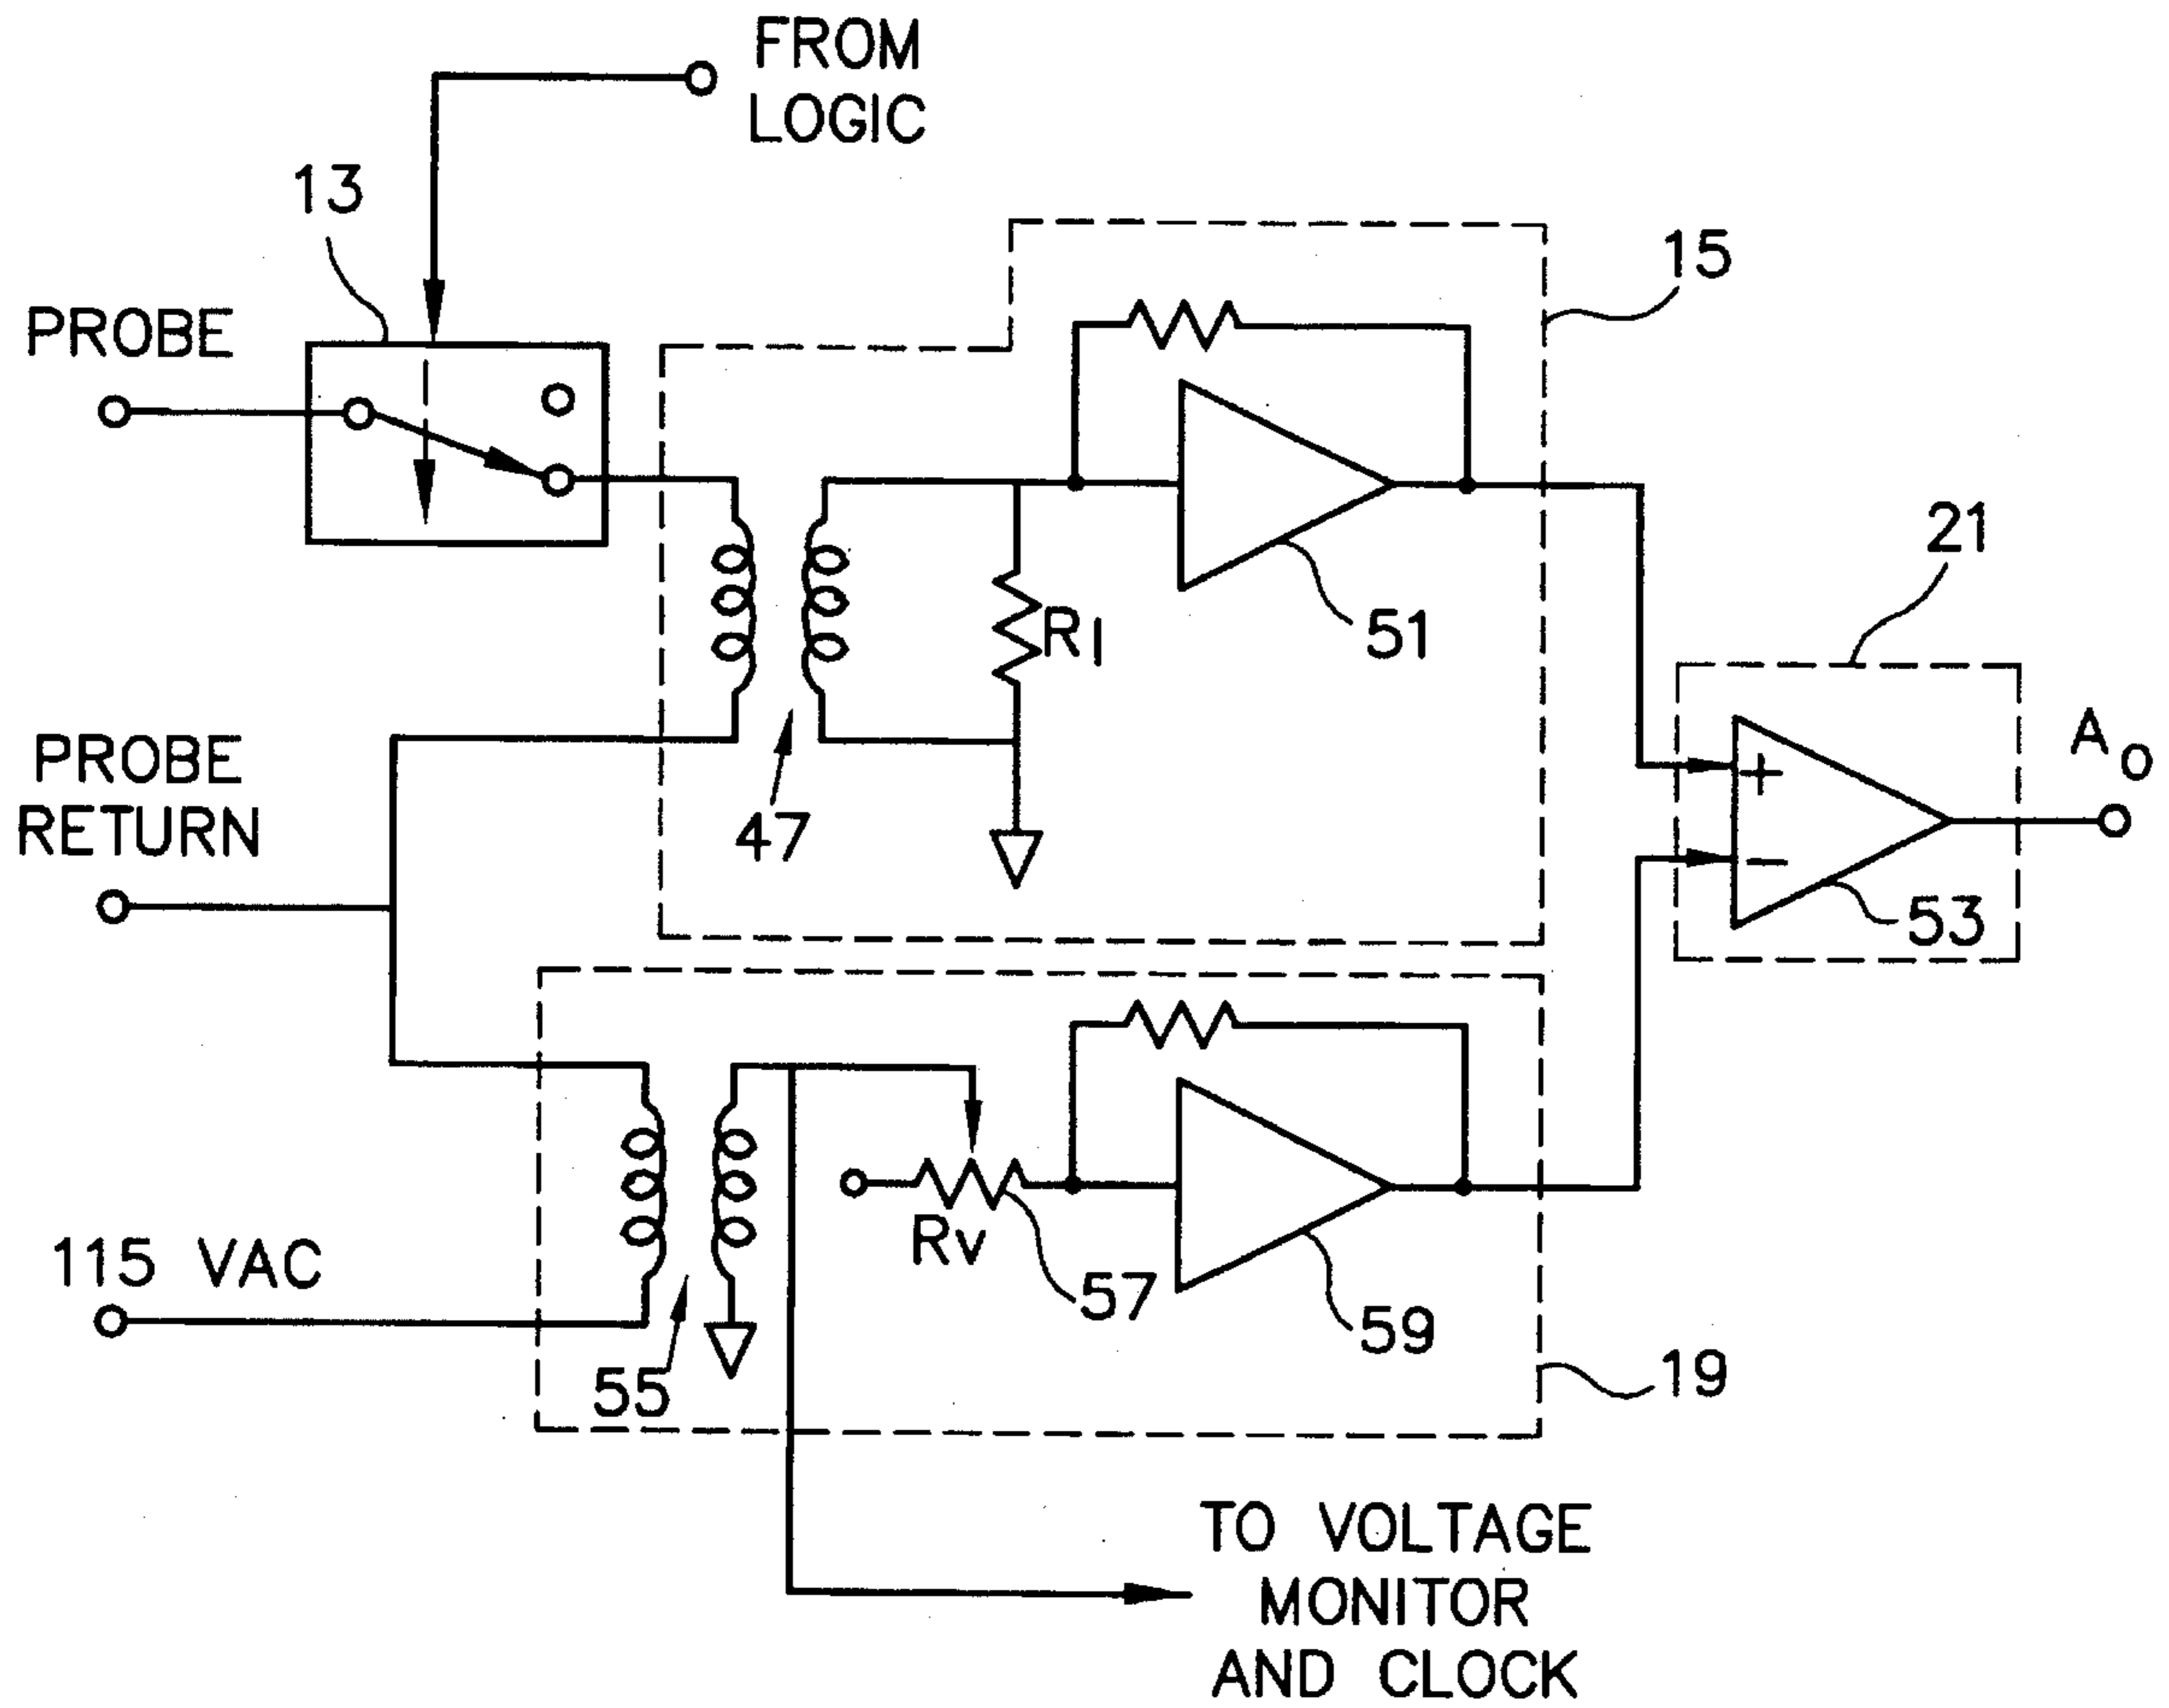 FROM
LOGIC
13
PROBE
15
R1
51
21
PROBE
RETURN
47
A0
+
−
53
115 VAC
Rv
57
59
55
19
TO VOLTAGE
MONITOR
AND CLOCK